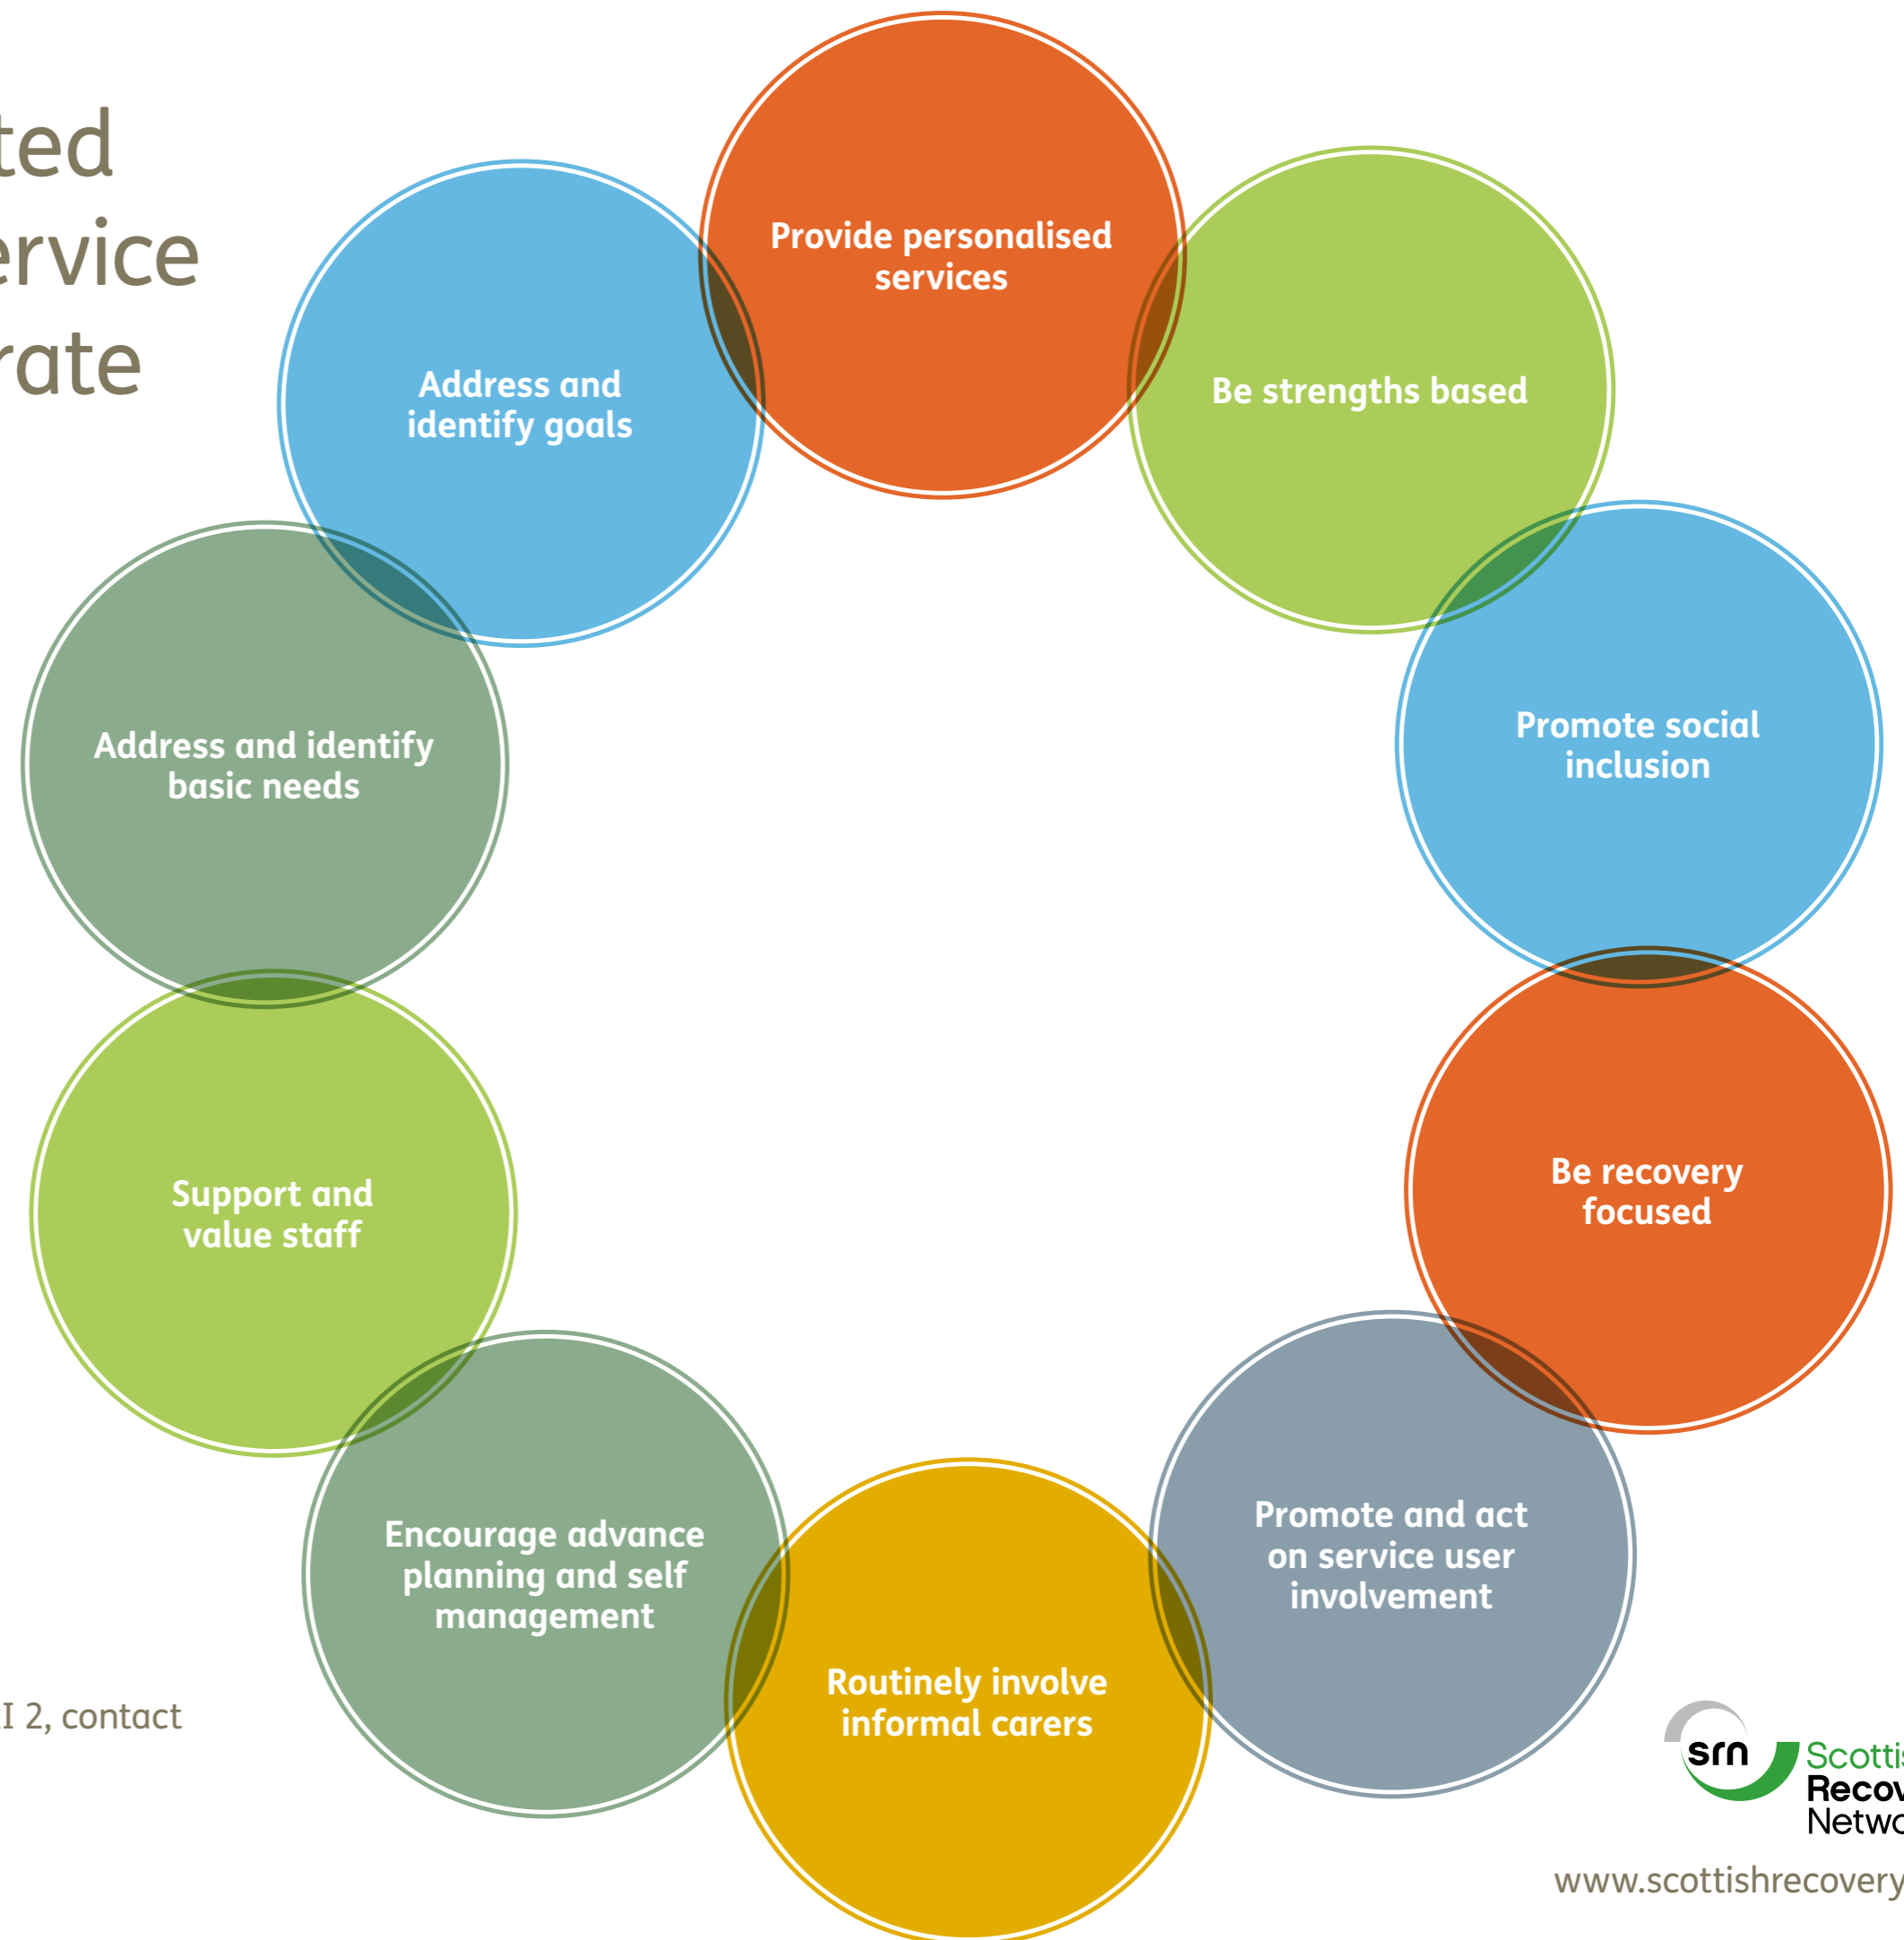 ted
ervice
rate
Provide personalised
services
Be strengths based
Promote social
inclusion
Be recovery
focused
Promote and act
on service user
involvement
Routinely involve
informal carers
Encourage advance
planning and self
management
Support and
value staff
Address and identify
basic needs
Address and
identify goals
I 2, contact
srn
Scottis
Recov
Netwo
www.scottishrecovery